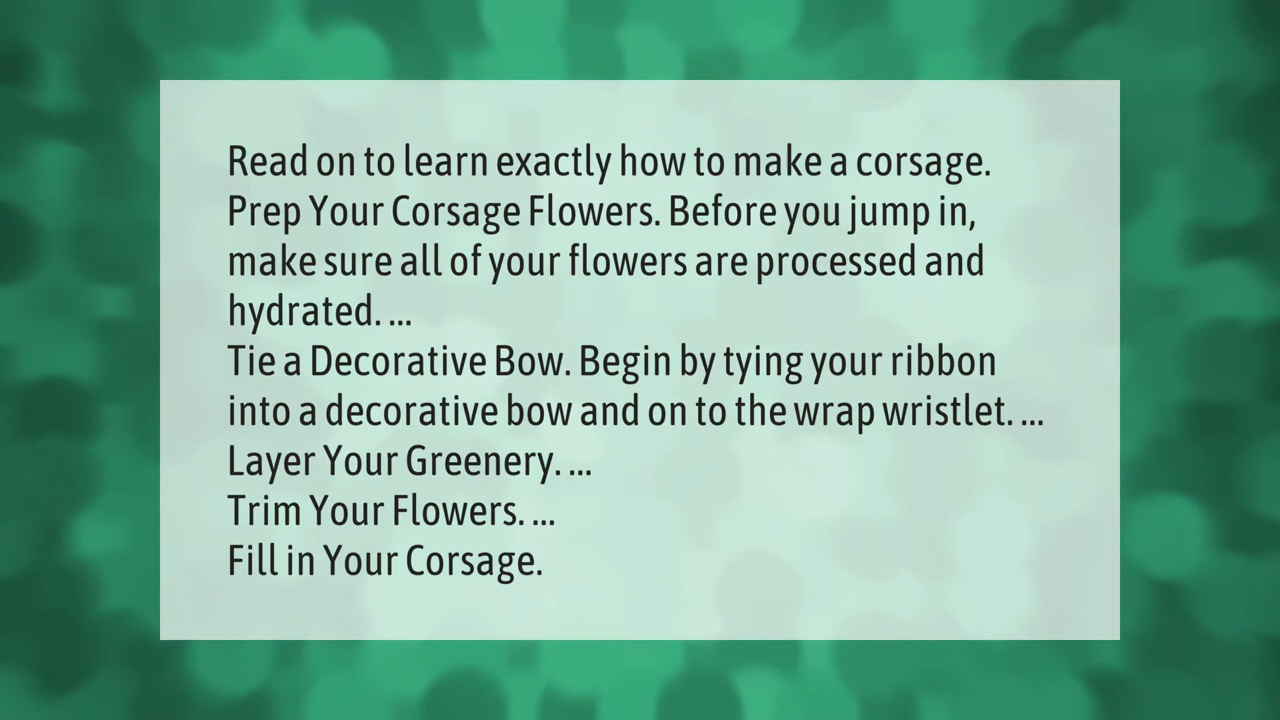 Read on to learn exactly how to make a corsage.
Prep Your Corsage Flowers. Before you jump in,
make sure all of your flowers are processed and
hydrated. ...
Tie a Decorative Bow. Begin by tying your ribbon
into a decorative bow and on to the wrap wristlet. ...
Layer Your Greenery. ...
Trim Your Flowers. ...
Fill in Your Corsage.